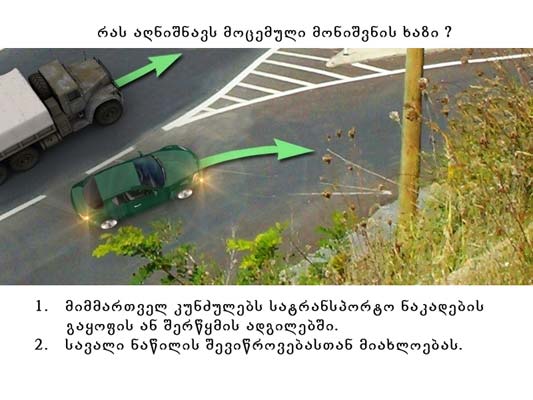 რას აღნიშნავს მოცემული მონიშვნის ხაზი ?
1. მიმმართველ კუნძულებს სატრანსპორტო ნაკადების
გაყოფის ან შერწყმის ადგილებში.
2. სავალი ნაწილის შევიწროვებასთან მიახლოებას.